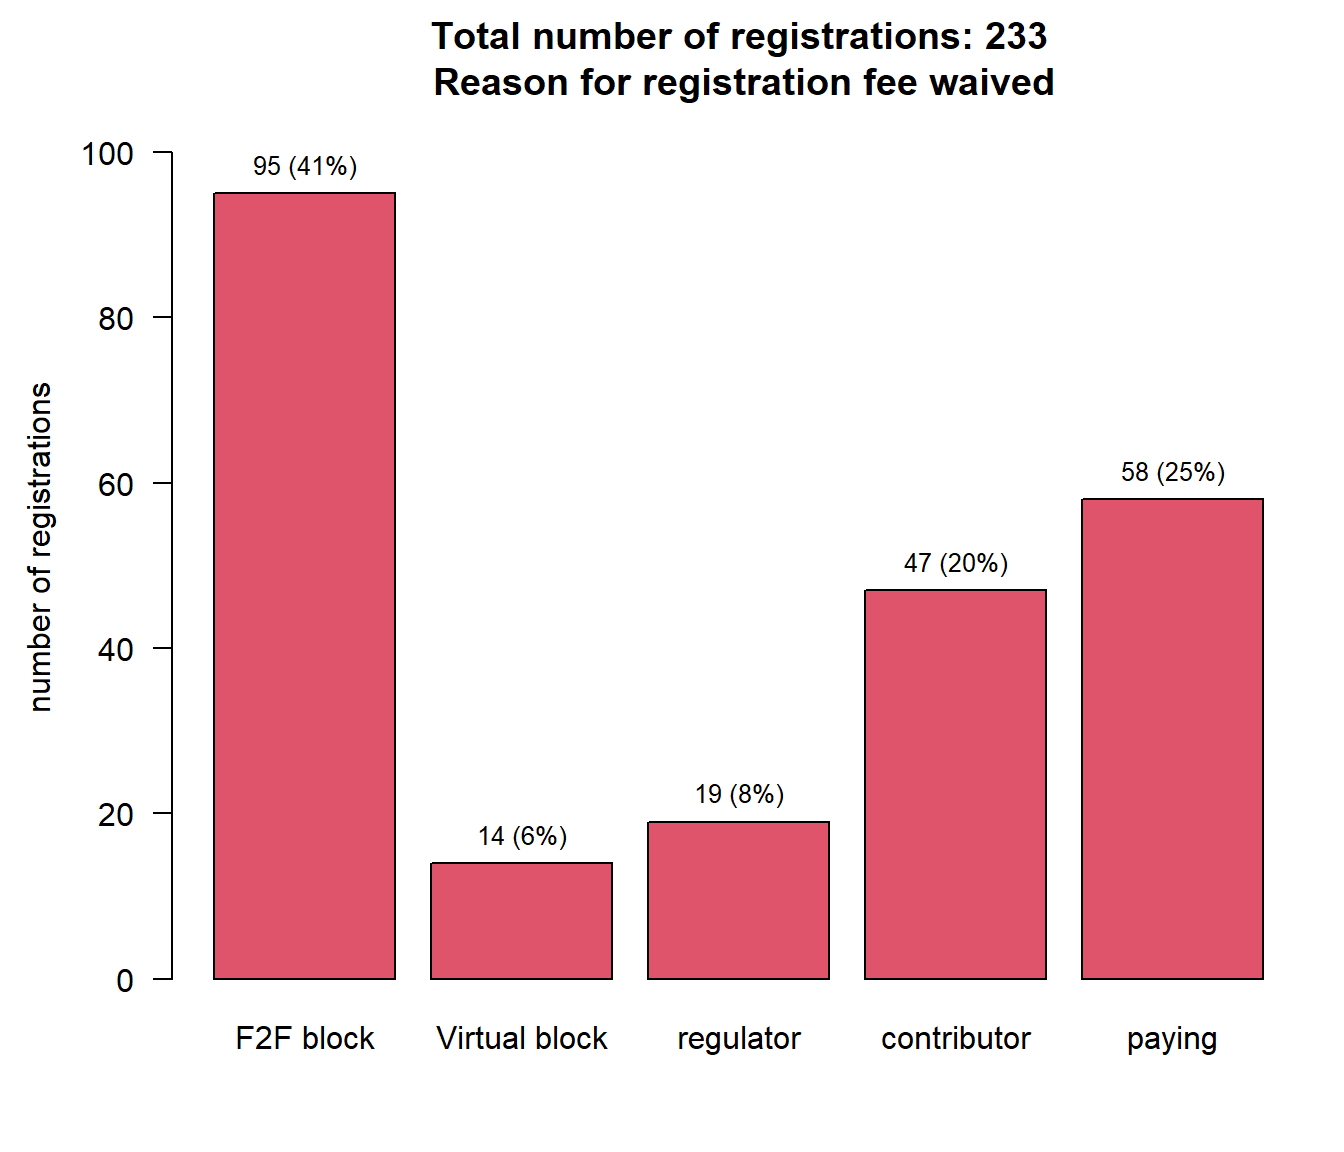 Total number of registrations: 233
Reason for registration fee waived
number of registrations
100
80
60
40
20
0
95 (41%)
14 (6%)
19 (8%)
47 (20%)
58 (25%)
F2F block
Virtual block
regulator
contributor
paying